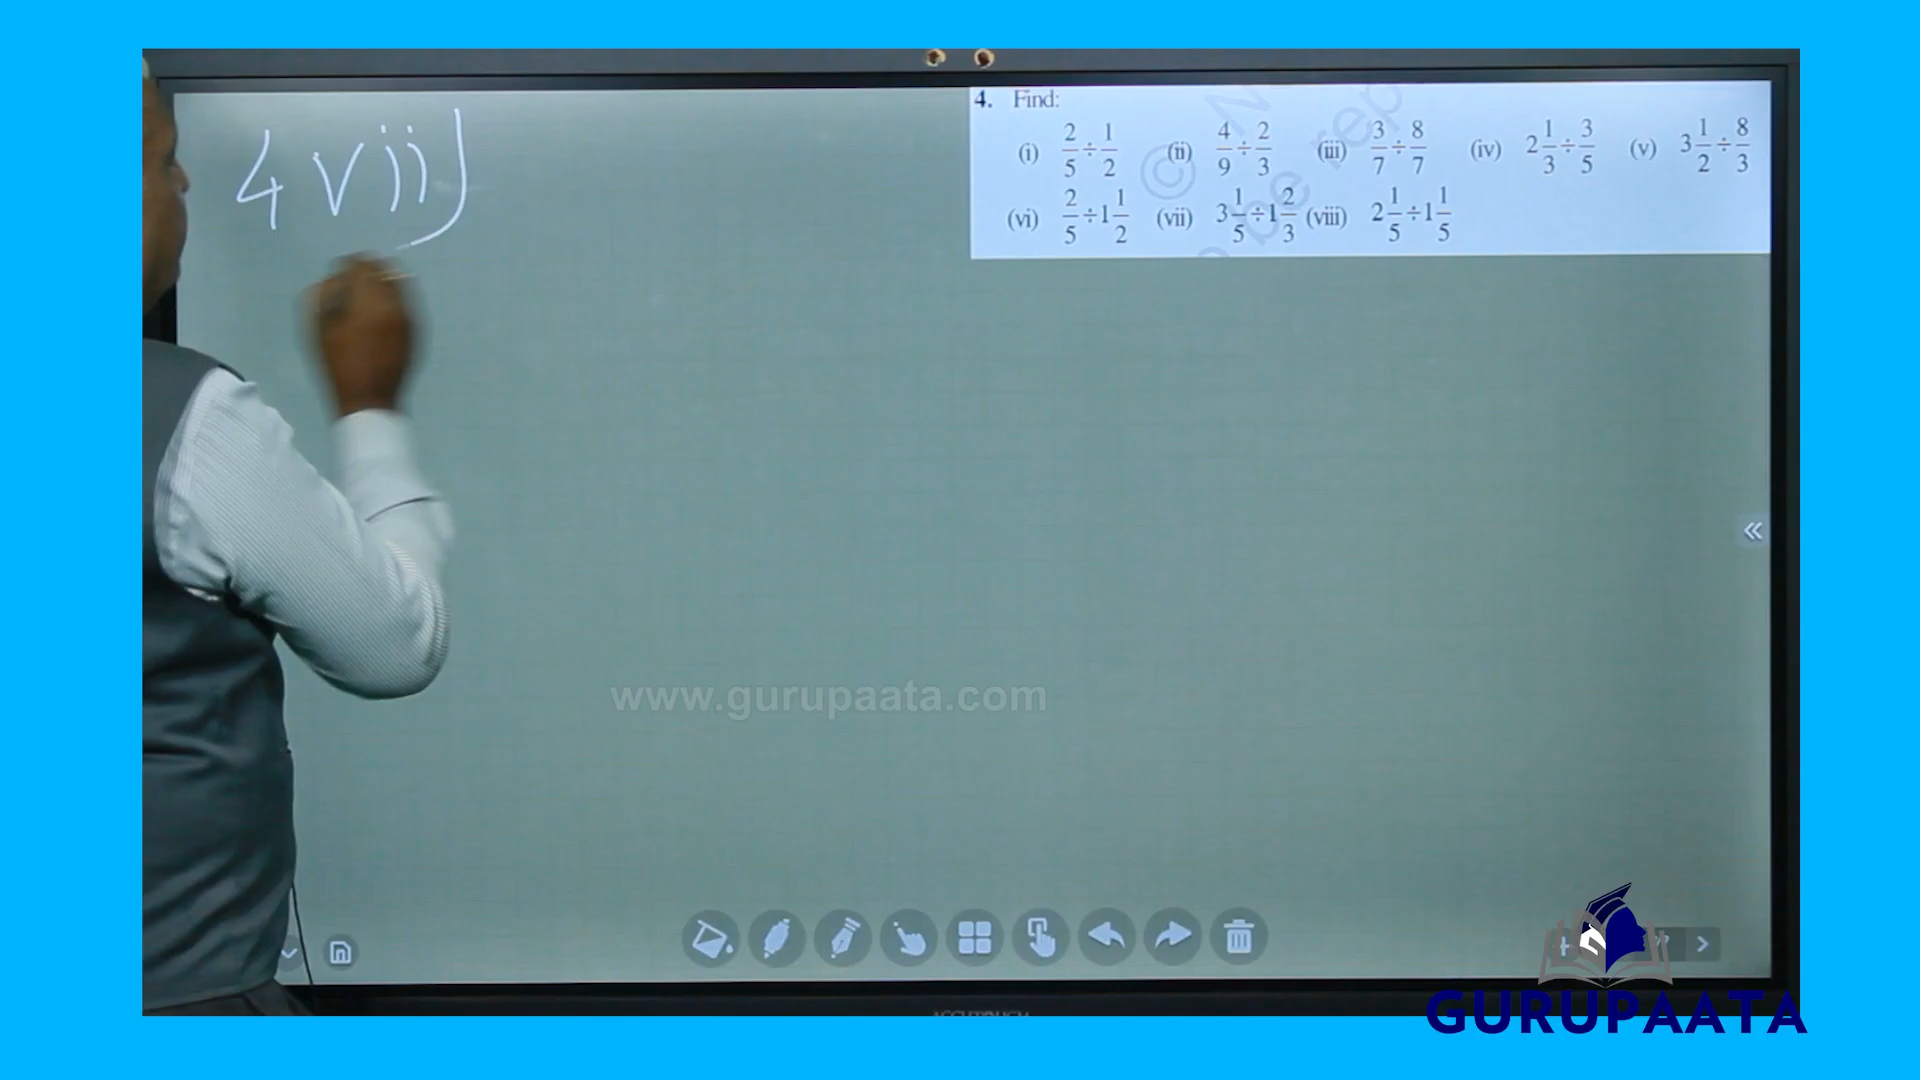 4 vii)
4. Find:
(i) 2/5 ÷ 1/2 (ii) 4/9 ÷ 2/3 (iii) 3/7 ÷ 8/7 (iv) 2 1/3 ÷ 3/5 (v) 3 1/2 ÷ 8/3
(vi) 2/5 ÷ 1 1/2 (vii) 3 1/5 ÷ 1 2/3 (viii) 2 1/5 ÷ 1 1/5
www.gurupaata.com
GURUPAATA